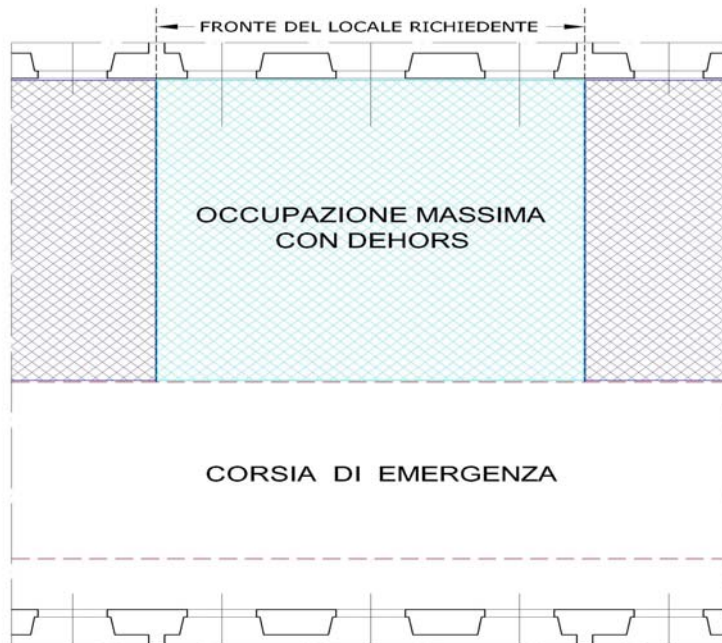 FRONTE DEL LOCALE RICHIEDENTE
OCCUPAZIONE MASSIMA
CON DEHORS
CORSIA DI EMERGENZA